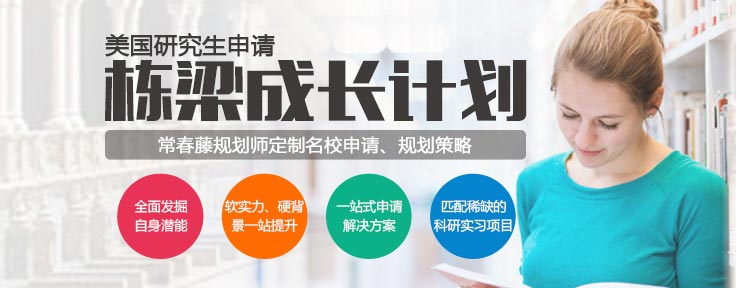 美国研究生申请
栋梁成长计划
常春藤规划师定制名校申请、规划策略
全面发掘
自身潜能
软实力、硬背
景一站提升
一站式申请
解决方案
匹配稀缺的
科研实习项目